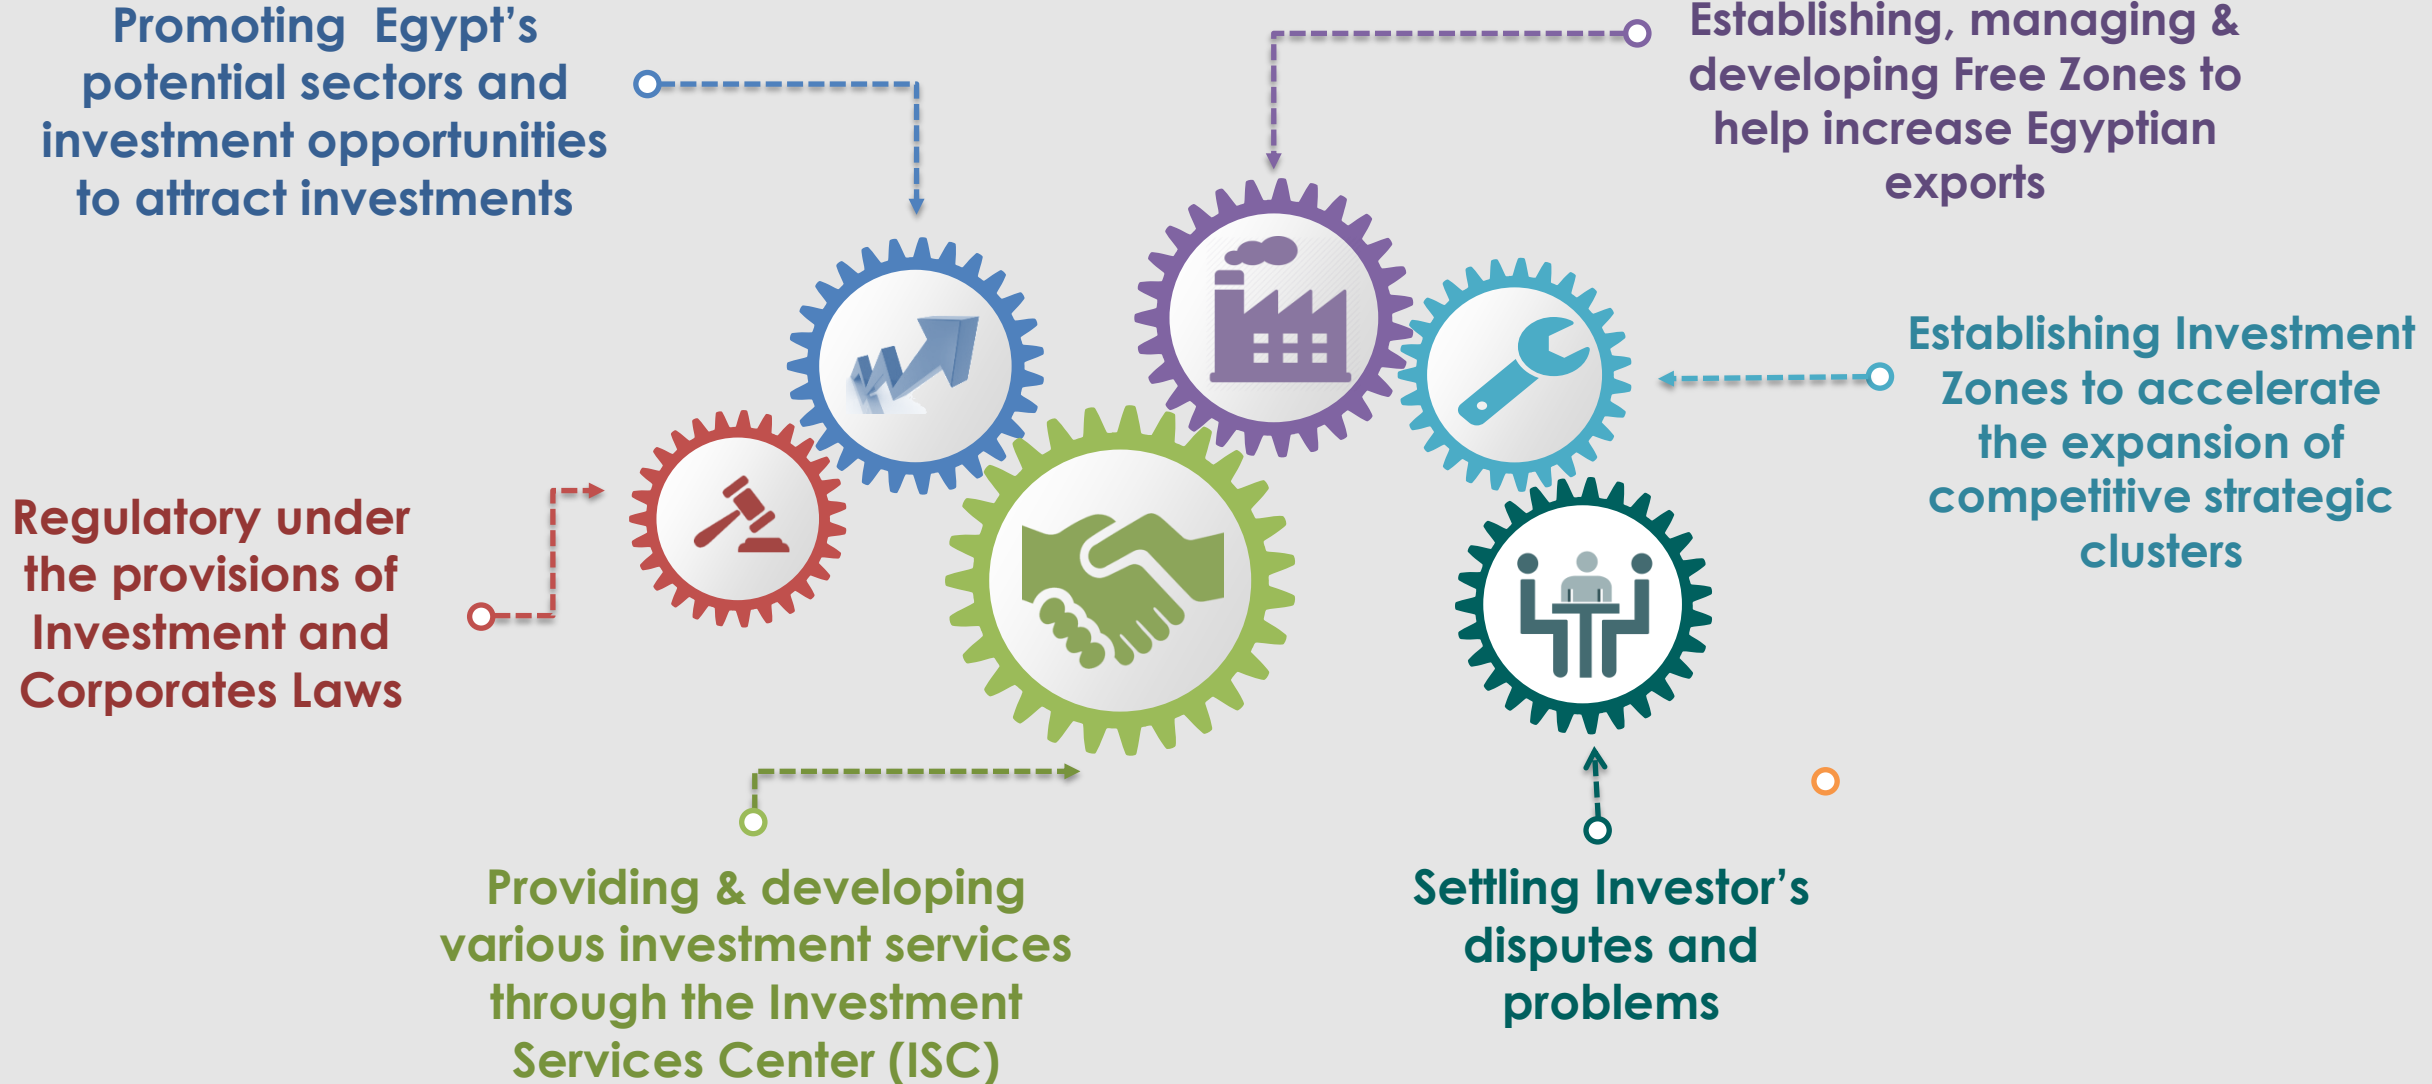 Promoting  Egypt's
potential sectors and
investment opportunities
to attract investments
Establishing, managing &
developing Free Zones to
help increase Egyptian
exports
Establishing Investment
Zones to accelerate
the expansion of
competitive strategic
clusters
Regulatory under
the provisions of
Investment and
Corporates Laws
Providing & developing
various investment services
through the Investment
Services Center (ISC)
Settling Investor's
disputes and
problems